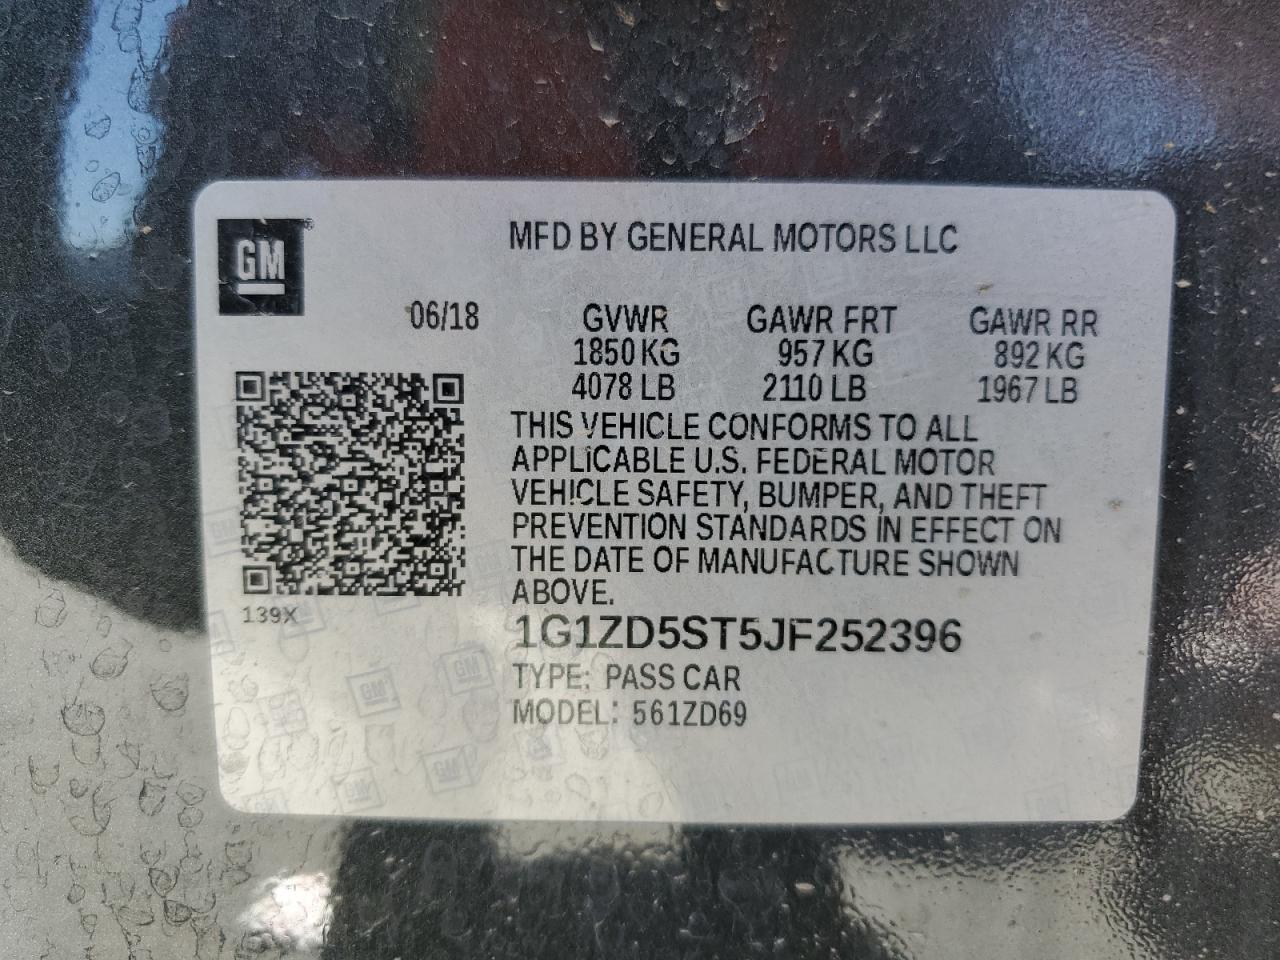 GM®
MFD BY GENERAL MOTORS LLC
06/18 GVWR GAWR FRT GAWR RR
1850 KG 957 KG 892 KG
4078 LB 2110 LB 1967 LB
THIS VEHICLE CONFORMS TO ALL
APPLICABLE U.S. FEDERAL MOTOR
VEHICLE SAFETY, BUMPER, AND THEFT
PREVENTION STANDARDS IN EFFECT ON
THE DATE OF MANUFACTURE SHOWN
ABOVE.
139X
1G1ZD5ST5JF252396
TYPE: PASS CAR
MODEL: 561ZD69